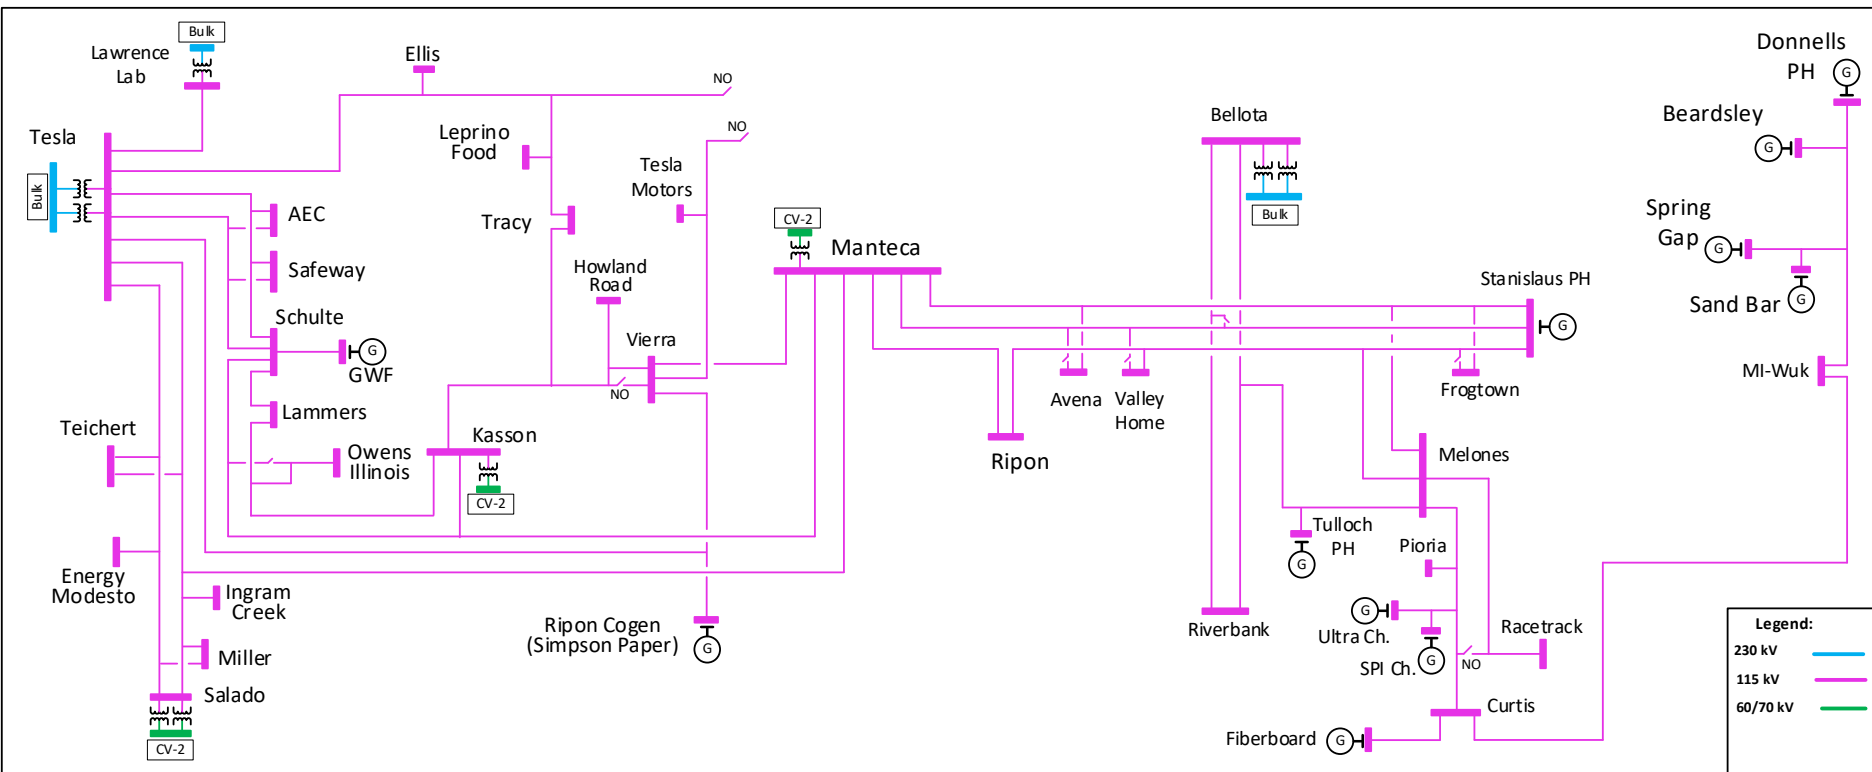 Bulk
Lawrence
Lab
Ellis
NO
Donnells
PH
G
Tesla
Bulk
Leprino
Food
NO
Tesla
Motors
Bellota
Bulk
Beardsley
G
AEC
Tracy
CV-2
Manteca
Spring
Gap
G
Safeway
Howland
Road
Stanislaus PH
G
Sand Bar
G
Schulte
G
GWF
Vierra
NO
MI-Wuk
Lammers
Avena
Valley
Home
Frogtown
Teichert
Owens
Illinois
Kasson
CV-2
Ripon
Melones
Tulloch
PH
G
Pioria
Energy
Modesto
Ingram
Creek
Ripon Cogen
(Simpson Paper)
G
Riverbank
G
Ultra Ch.
SPI Ch.
G
NO
Racetrack
Miller
Salado
CV-2
Curtis
Fiberboard
G
Legend:
230 kV
115 kV
60/70 kV